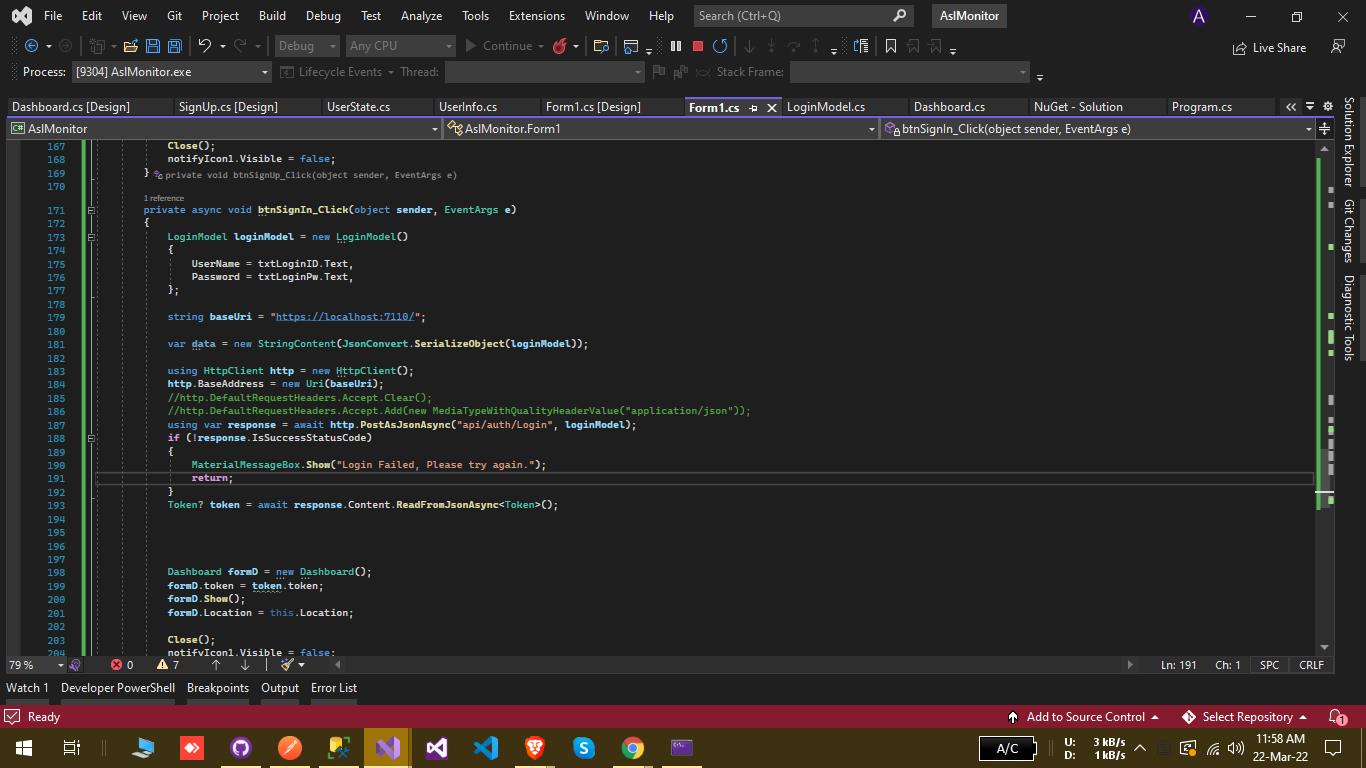 File Edit View Git Project Build Debug Test Analyze Tools Extensions Window Help Search (Ctrl+Q) AslMonitor A
Debug Any CPU Continue Live Share
Process: [9304] AslMonitor.exe Lifecycle Events Thread: Stack Frame:
Dashboard.cs [Design] SignUp.cs [Design] UserState.cs UserInfo.cs Form1.cs [Design] Form1.cs LoginModel.cs Dashboard.cs NuGet - Solution Program.cs
C# AslMonitor AslMonitor.Form1 btnSignIn_Click(object sender, EventArgs e)
167 Close();
168 notifyIcon1.Visible = false;
169 } private void btnSignUp_Click(object sender, EventArgs e)
170
1 reference
171 private async void btnSignIn_Click(object sender, EventArgs e)
172 {
173 LoginModel loginModel = new LoginModel()
174 {
175 UserName = txtLoginID.Text,
176 Password = txtLoginPw.Text,
177 };
178
179 string baseUri = "https://localhost:7110/";
180
181 var data = new StringContent(JsonConvert.SerializeObject(loginModel));
182
183 using HttpClient http = new HttpClient();
184 http.BaseAddress = new Uri(baseUri);
185 //http.DefaultRequestHeaders.Accept.Clear();
186 //http.DefaultRequestHeaders.Accept.Add(new MediaTypeWithQualityHeaderValue("application/json"));
187 using var response = await http.PostAsJsonAsync("api/auth/Login", loginModel);
188 if (!response.IsSuccessStatusCode)
189 {
190 MaterialMessageBox.Show("Login Failed, Please try again.");
191 return;
192 }
193 Token? token = await response.Content.ReadFromJsonAsync<Token>();
194
195
196
197
198 Dashboard formD = new Dashboard();
199 formD.token = token.token;
200 formD.Show();
201 formD.Location = this.Location;
202
203 Close();
204 notifyIcon1.Visible = false;
Solution Explorer
Git Changes
Diagnostic Tools
79 % 0 7 Ln: 191 Ch: 1 SPC CRLF
Watch 1 Developer PowerShell Breakpoints Output Error List
Ready Add to Source Control Select Repository 1
A/C U: 3 kB/s 11:58 AM
D: 1 kB/s 22-Mar-22